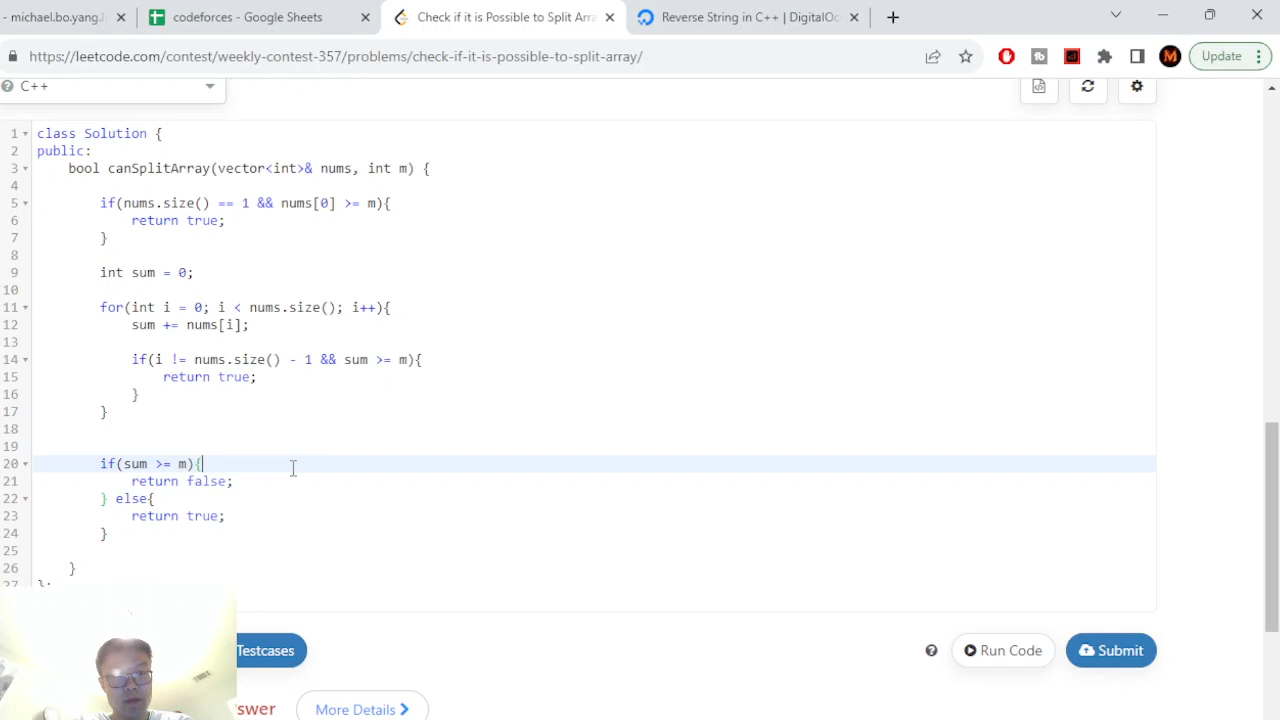 - michael.bo.yang.l
codeforces - Google Sheets
Check if it is Possible to Split Arra
Reverse String in C++ | DigitalOc
https://leetcode.com/contest/weekly-contest-357/problems/check-if-it-is-possible-to-split-array/
M
Update
C++
1 class Solution {
2 public:
3 bool canSplitArray(vector<int>& nums, int m) {
4
5 if(nums.size() == 1 && nums[0] >= m){
6 return true;
7 }
8
9 int sum = 0;
10
11 for(int i = 0; i < nums.size(); i++){
12 sum += nums[i];
13
14 if(i != nums.size() - 1 && sum >= m){
15 return true;
16 }
17 }
18
19
20 if(sum >= m){
21 return false;
22 } else{
23 return true;
24 }
25
26 }
27 };
Testcases
Run Code
Submit
swer
More Details